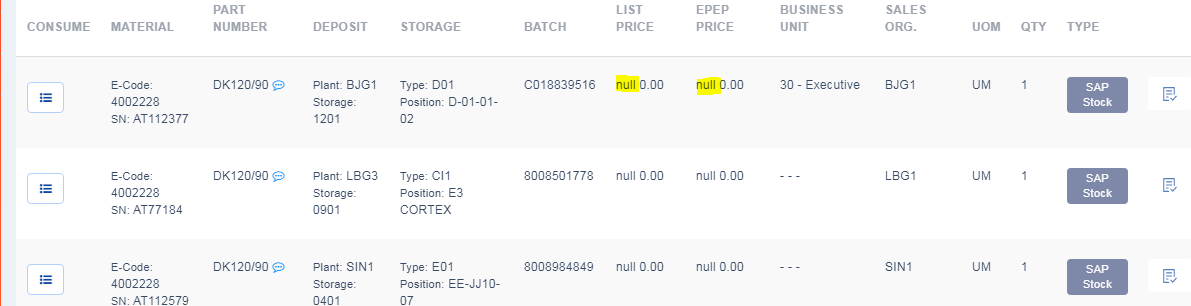 CONSUME MATERIAL PART NUMBER DEPOSIT STORAGE BATCH LIST PRICE EPEP PRICE BUSINESS UNIT SALES ORG. UOM QTY TYPE
E-Code: DK120/90 Plant: BJG1 Type: D01 C018839516 null 0.00 null 0.00 30 - Executive BJG1 UM 1 SAP
4002228 Storage: Position: D-01-01- Stock
SN: AT112377 1201 02
E-Code: DK120/90 Plant: LBG3 Type: CI1 8008501778 null 0.00 null 0.00 - - - LBG1 UM 1 SAP
4002228 Storage: Position: E3 Stock
SN: AT77184 0901 CORTEX
E-Code: DK120/90 Plant: SIN1 Type: E01 8008984849 null 0.00 null 0.00 - - - SIN1 UM 1 SAP
4002228 Storage: Position: EE-JJ10- Stock
SN: AT112579 0401 07